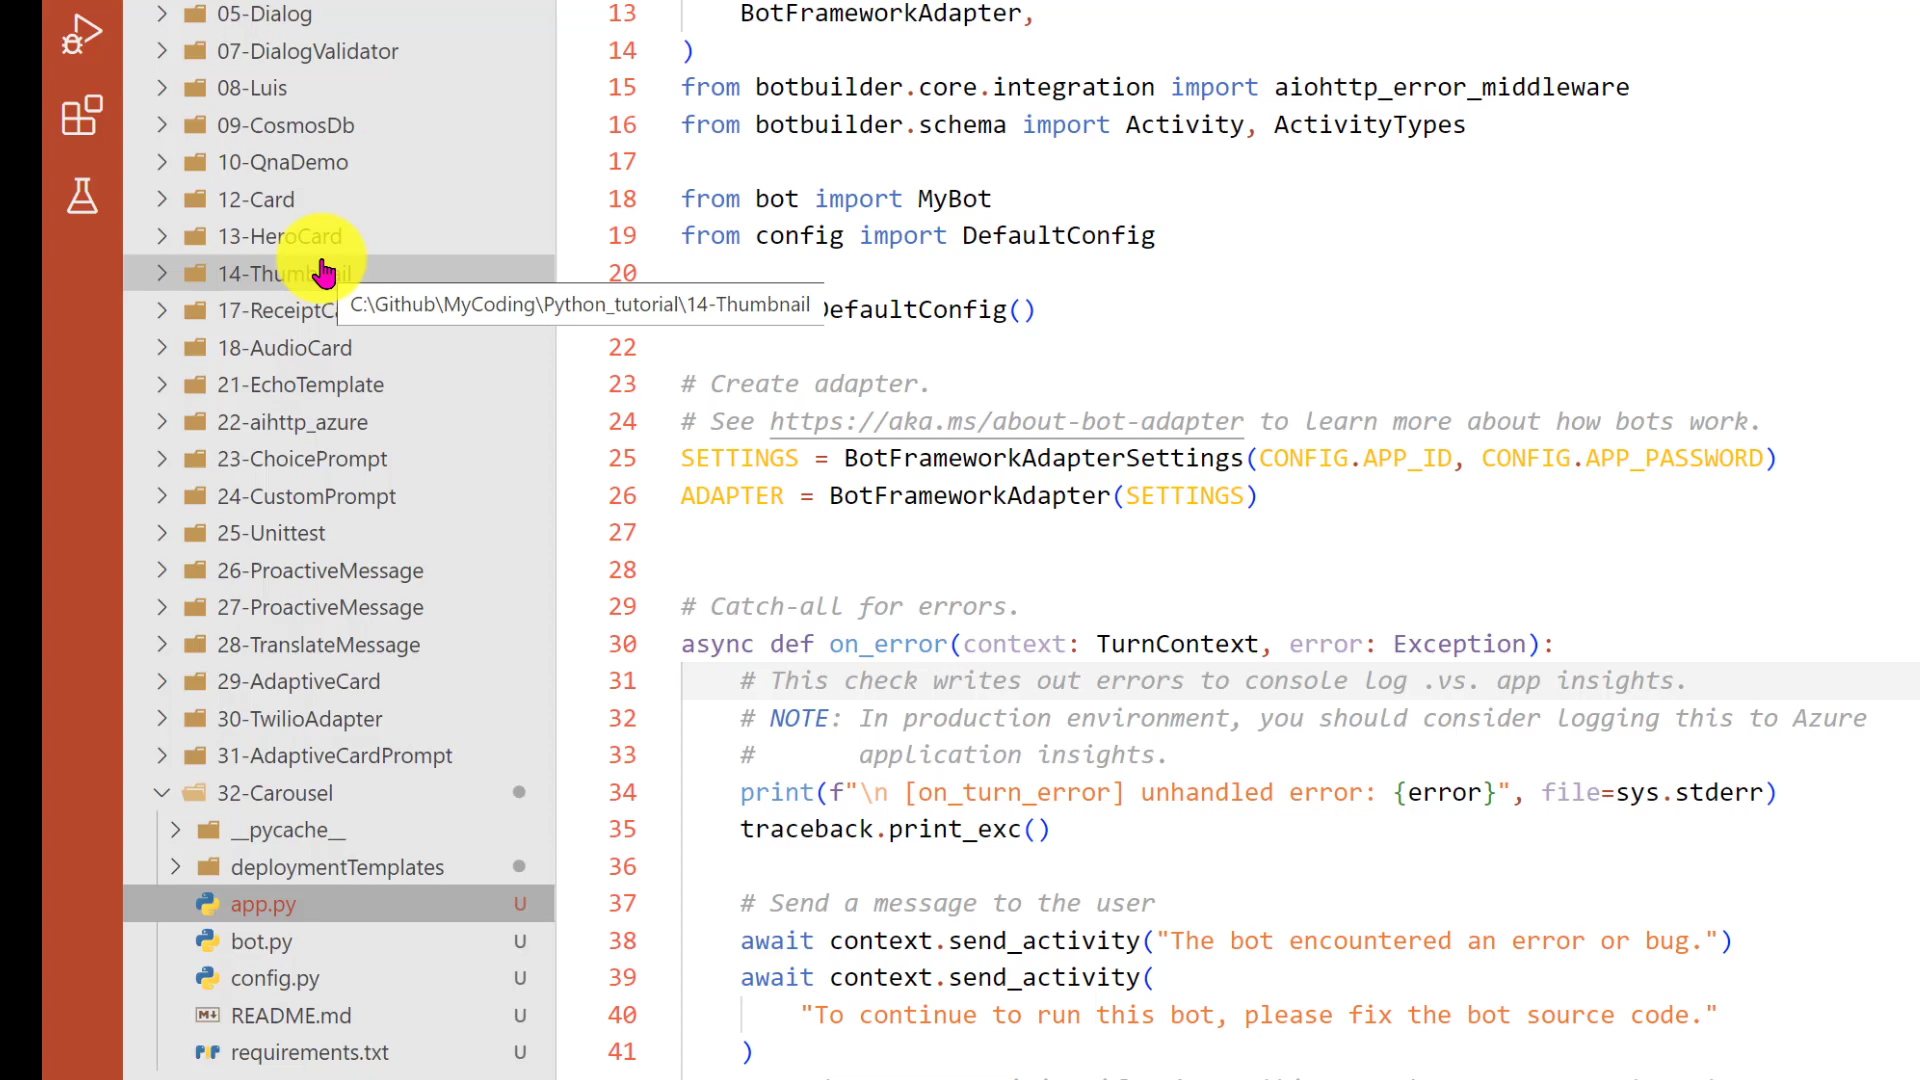 05-Dialog
07-DialogValidator
08-Luis
09-CosmosDb
10-QnaDemo
12-Card
13-HeroCard
14-Thumbnail
C:\Github\MyCoding\Python_tutorial\14-Thumbnail
17-ReceiptCa
18-AudioCard
21-EchoTemplate
22-aihttp_azure
23-ChoicePrompt
24-CustomPrompt
25-Unittest
26-ProactiveMessage
27-ProactiveMessage
28-TranslateMessage
29-AdaptiveCard
30-TwilioAdapter
31-AdaptiveCardPrompt
32-Carousel
__pycache__
deploymentTemplates
app.py U
bot.py U
config.py U
README.md U
requirements.txt U
13 BotFrameworkAdapter,
14 )
15 from botbuilder.core.integration import aiohttp_error_middleware
16 from botbuilder.schema import Activity, ActivityTypes
17
18 from bot import MyBot
19 from config import DefaultConfig
20
DefaultConfig()
22
23 # Create adapter.
24 # See https://aka.ms/about-bot-adapter to learn more about how bots work.
25 SETTINGS = BotFrameworkAdapterSettings(CONFIG.APP_ID, CONFIG.APP_PASSWORD)
26 ADAPTER = BotFrameworkAdapter(SETTINGS)
27
28
29 # Catch-all for errors.
30 async def on_error(context: TurnContext, error: Exception):
31 # This check writes out errors to console log .vs. app insights.
32 # NOTE: In production environment, you should consider logging this to Azure
33 # application insights.
34 print(f"\n [on_turn_error] unhandled error: {error}", file=sys.stderr)
35 traceback.print_exc()
36
37 # Send a message to the user
38 await context.send_activity("The bot encountered an error or bug.")
39 await context.send_activity(
40 "To continue to run this bot, please fix the bot source code."
41 )